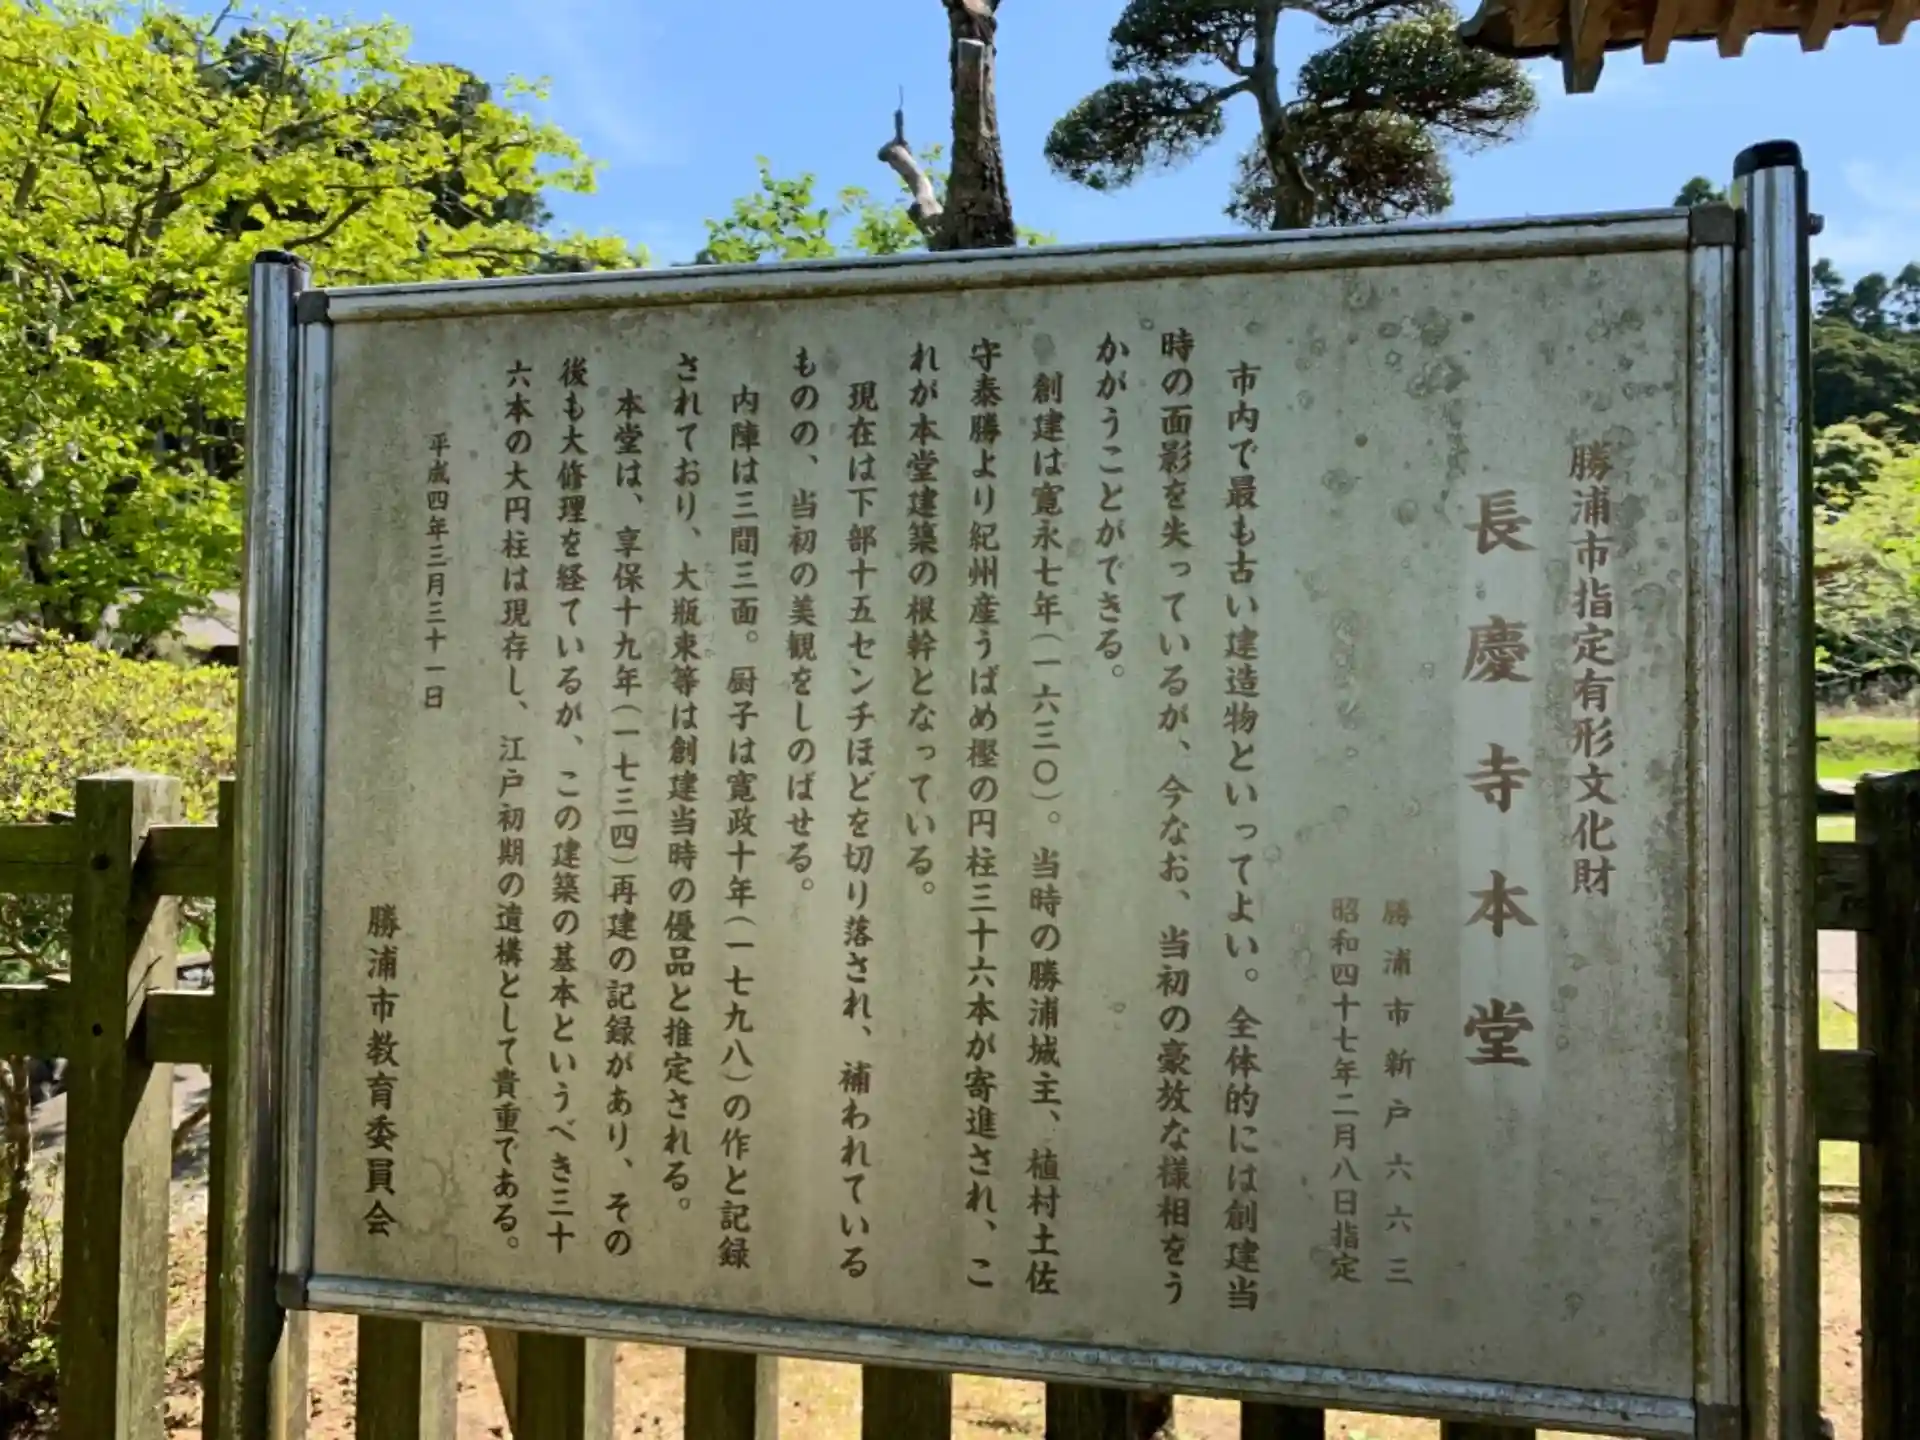 勝浦市指定有形文化財
長慶寺本堂
勝浦市新戸六六三
昭和四十七年二月八日指定
市内で最も古い建造物といってよい。全体的には創建当
時の面影を失っているが、今なお、当初の豪放な様相をう
かがうことができる。
創建は寛永七年(一六三〇)。当時の勝浦城主、植村土佐
守泰勝より紀州産うばめ樫の円柱三十六本が寄進され、こ
れが本堂建築の根幹となっている。
現在は下部十五センチほどを切り落され、補われている
ものの、当初の美観をしのばせる。
内陣は三間三面。厨子は寛政十年(一七九八)の作と記録
されており、大瓶束等は創建当時の優品と推定される。
本堂は、享保十九年(一七三四)再建の記録があり、その
後も大修理を経ているが、この建築の基本というべき三十
六本の大円柱は現存し、江戸初期の遺構として貴重である。
平成四年三月三十一日
勝浦市教育委員会